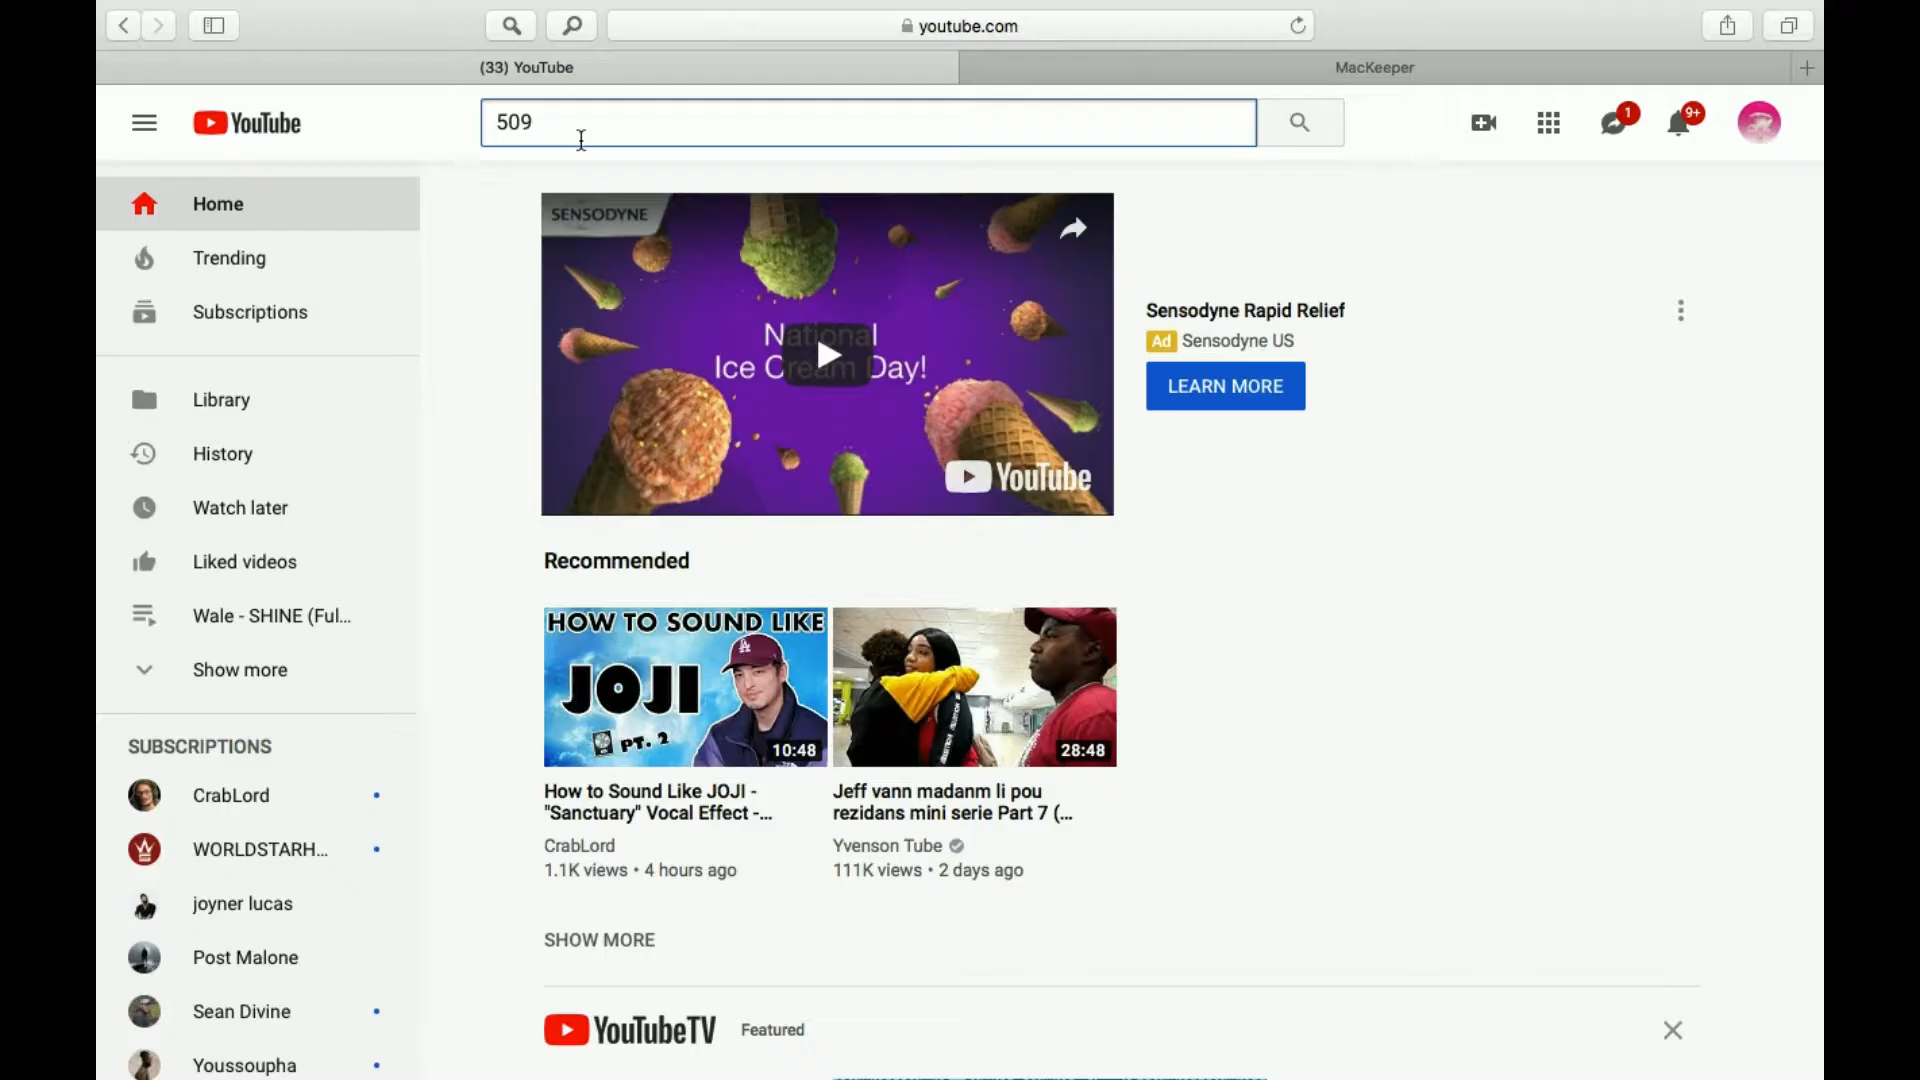 youtube.com
(33) YouTube
MacKeeper
YouTube
509
1
9+
Home
Trending
Subscriptions
Library
History
Watch later
Liked videos
Wale - SHINE (Ful...
Show more
SUBSCRIPTIONS
CrabLord
WORLDSTARH...
joyner lucas
Post Malone
Sean Divine
Youssoupha
SENSODYNE
National
Ice Cream Day!
YouTube
Sensodyne Rapid Relief
Ad Sensodyne US
LEARN MORE
Recommended
HOW TO SOUND LIKE
JOJI
PT. 2
10:48
How to Sound Like JOJI -
"Sanctuary" Vocal Effect -...
CrabLord
1.1K views • 4 hours ago
28:48
Jeff vann madanm li pou
rezidans mini serie Part 7 (...
Yvenson Tube
111K views • 2 days ago
SHOW MORE
YouTubeTV Featured